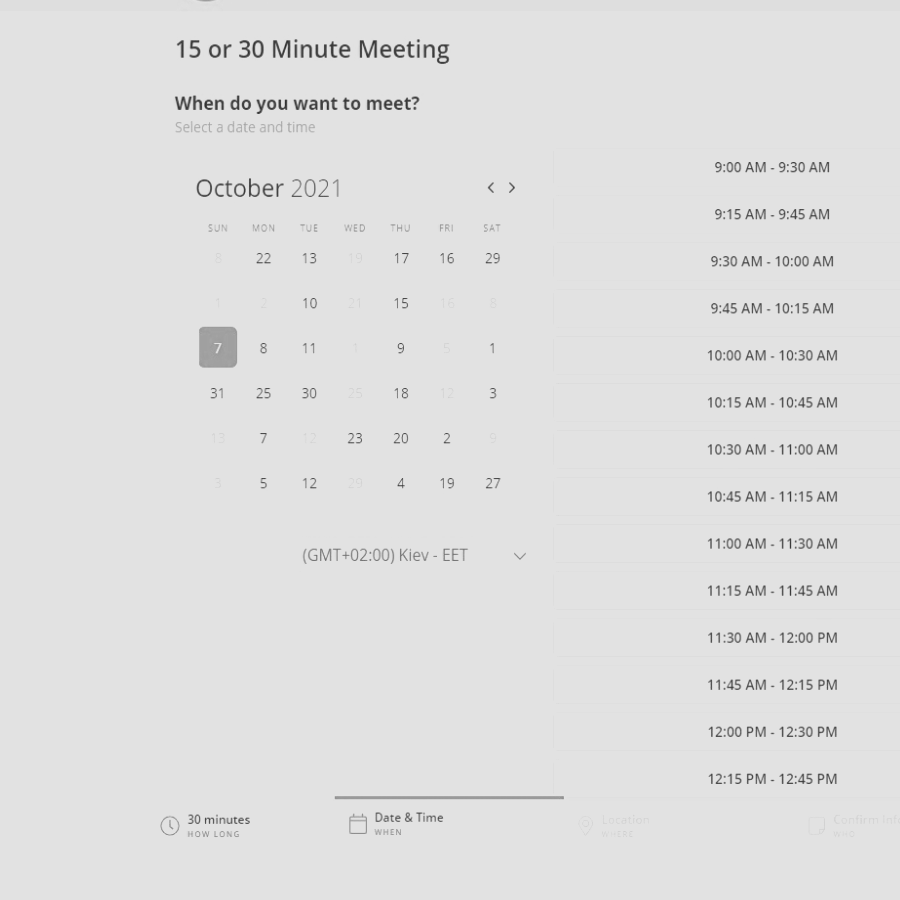 15 or 30 Minute Meeting
When do you want to meet?
Select a date and time
October 2021
SUN MON TUE WED THU FRI SAT
8 22 13 19 17 16 29
1 2 10 21 15 16 8
7 8 11 1 9 5 1
31 25 30 25 18 12 3
13 7 12 23 20 2 9
3 5 12 29 4 19 27
(GMT+02:00) Kiev - EET
9:00 AM - 9:30 AM
9:15 AM - 9:45 AM
9:30 AM - 10:00 AM
9:45 AM - 10:15 AM
10:00 AM - 10:30 AM
10:15 AM - 10:45 AM
10:30 AM - 11:00 AM
10:45 AM - 11:15 AM
11:00 AM - 11:30 AM
11:15 AM - 11:45 AM
11:30 AM - 12:00 PM
11:45 AM - 12:15 PM
12:00 PM - 12:30 PM
12:15 PM - 12:45 PM
30 minutes
HOW LONG
Date & Time
WHEN
Location
WHERE
Confirm
WHO